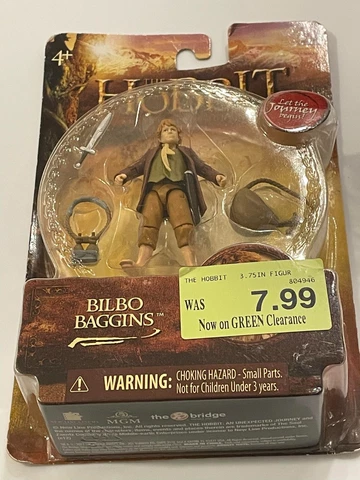 4+
THE
HOBBIT
Let the
Journey
begin!
THE HOBBIT 3.75IN FIGUR
804946
WAS 7.99
Now on GREEN Clearance
BILBO
BAGGINS™
WARNING: CHOKING HAZARD - Small Parts.
Not for Children Under 3 years.
MGM
the bridge